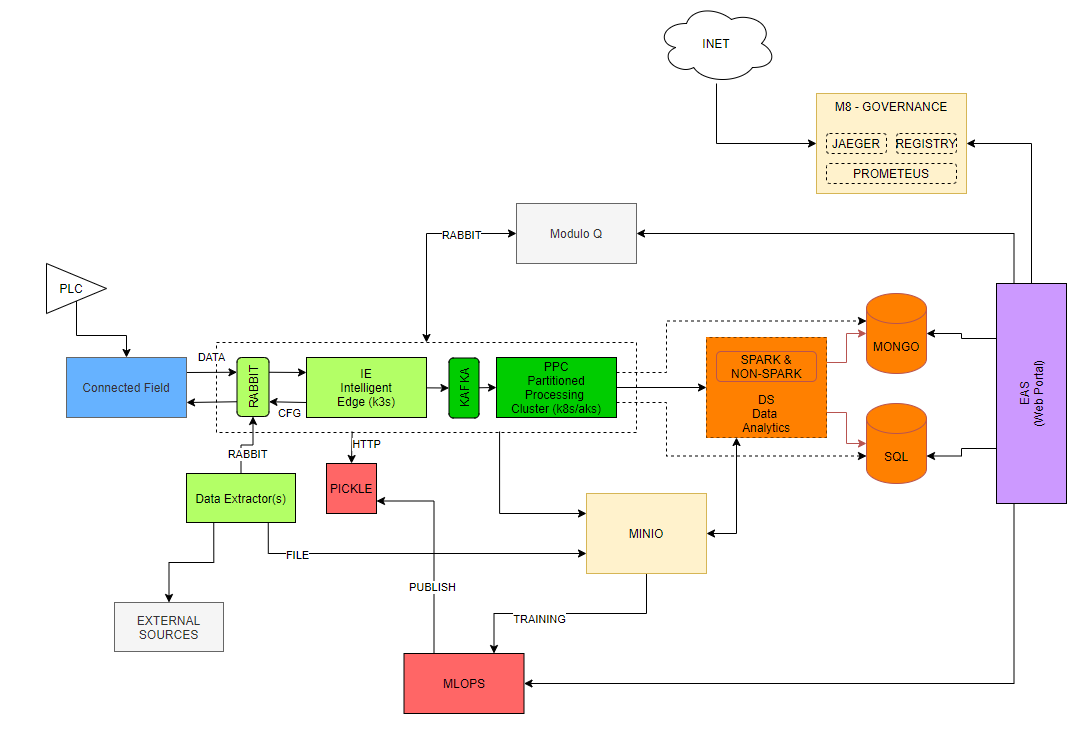 INET
M8 - GOVERNANCE
JAEGER
REGISTRY
PROMETEUS
RABBIT
Modulo Q
PLC
Connected Field
DATA
RABBIT
CFG
IE
Intelligent
Edge (k3s)
KAFKA
PPC
Partitioned
Processing
Cluster (k8s/aks)
SPARK &
NON-SPARK
DS
Data
Analytics
MONGO
SQL
EAS
(Web Portal)
RABBIT
HTTP
PICKLE
Data Extractor(s)
FILE
MINIO
PUBLISH
EXTERNAL
SOURCES
TRAINING
MLOPS